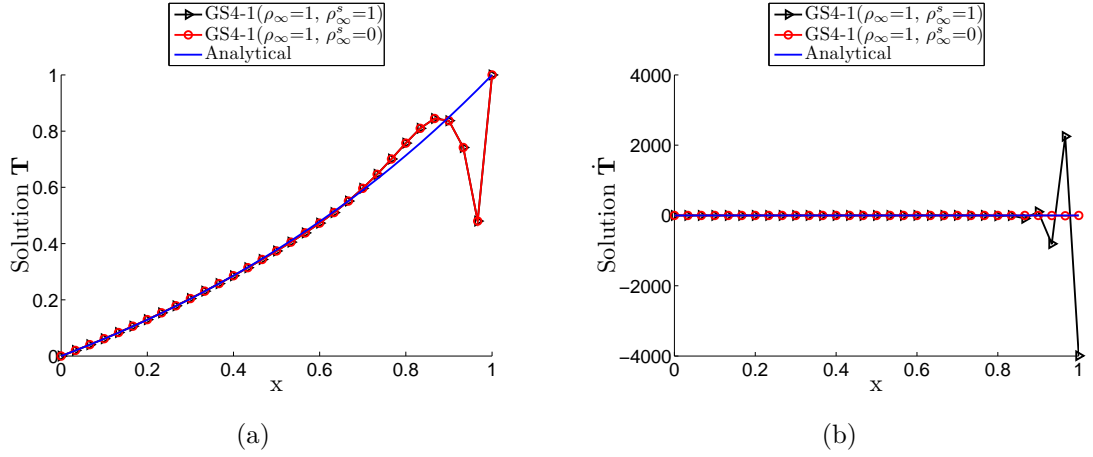 GS4-1(ρ∞=1, ρ∞^s=1)
GS4-1(ρ∞=1, ρ∞^s=0)
Analytical
1
0.8
0.6
0.4
0.2
0
Solution T
0 0.2 0.4 0.6 0.8 1
x
(a)
GS4-1(ρ∞=1, ρ∞^s=1)
GS4-1(ρ∞=1, ρ∞^s=0)
Analytical
4000
2000
0
−2000
−4000
Solution Ṫ
0 0.2 0.4 0.6 0.8 1
x
(b)